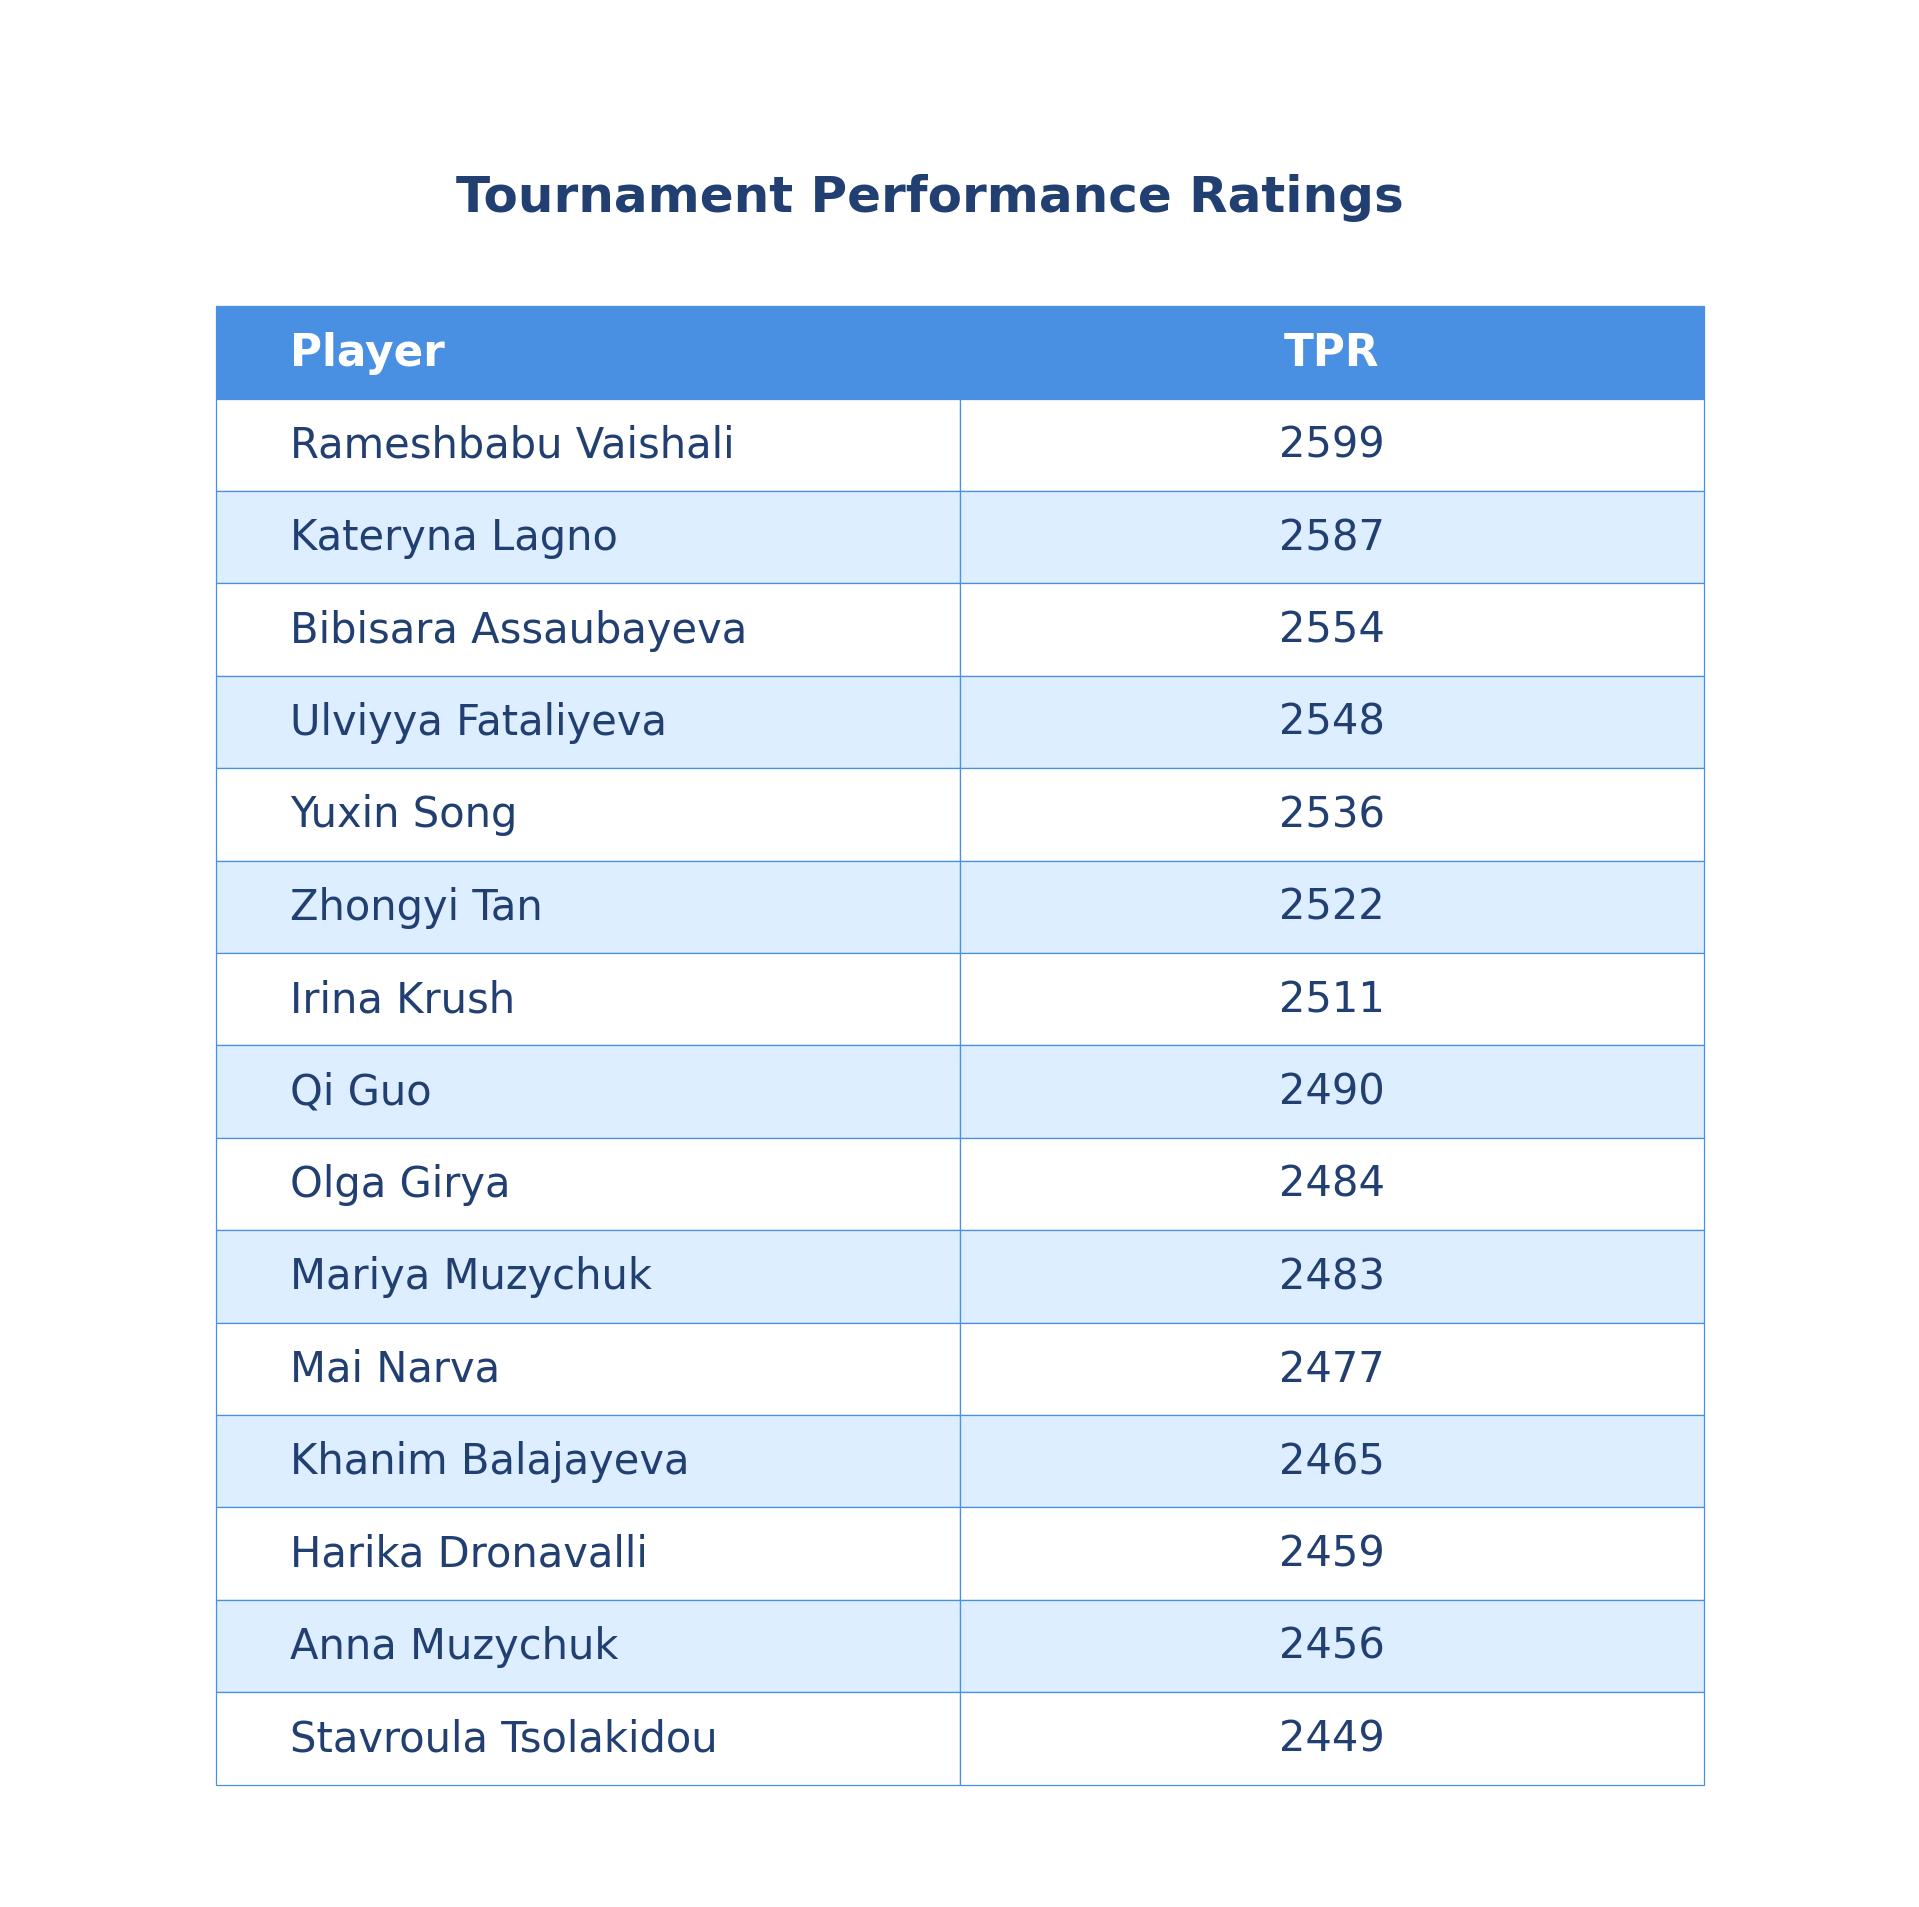 Tournament Performance Ratings
Player TPR
Rameshbabu Vaishali 2599
Kateryna Lagno 2587
Bibisara Assaubayeva 2554
Ulviyya Fataliyeva 2548
Yuxin Song 2536
Zhongyi Tan 2522
Irina Krush 2511
Qi Guo 2490
Olga Girya 2484
Mariya Muzychuk 2483
Mai Narva 2477
Khanim Balajayeva 2465
Harika Dronavalli 2459
Anna Muzychuk 2456
Stavroula Tsolakidou 2449